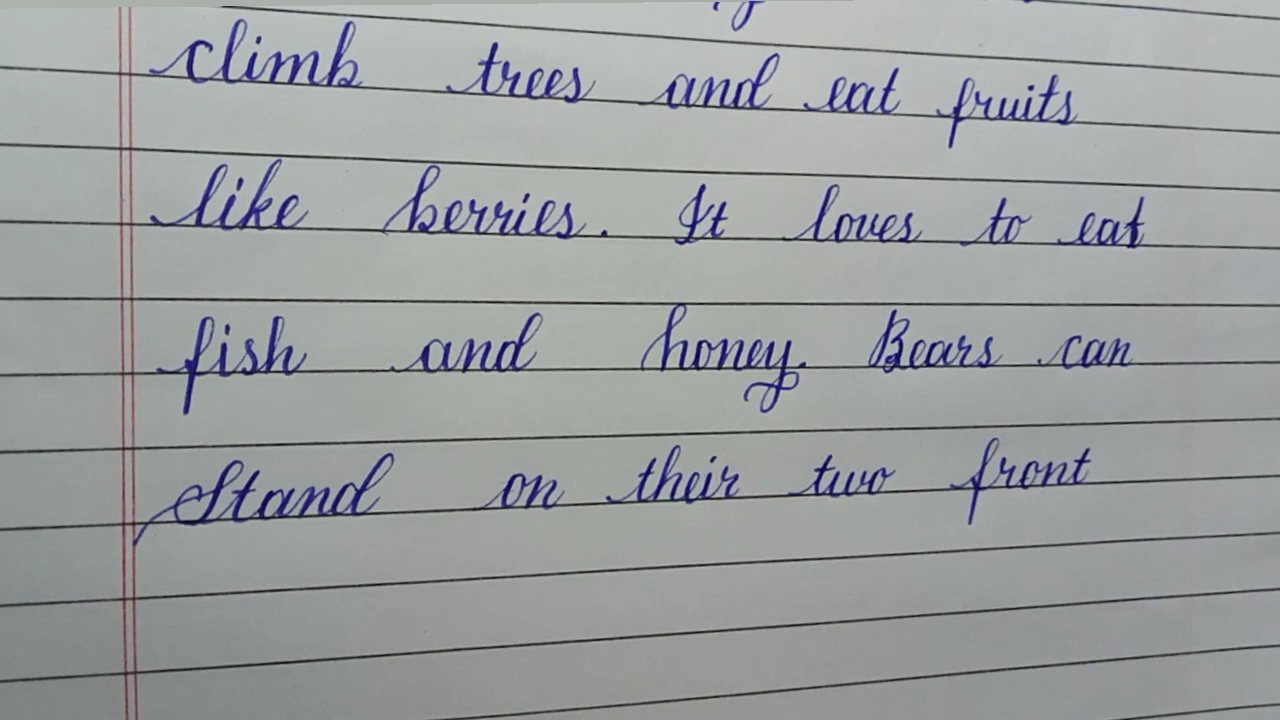 climb trees and eat fruits
like berries. It loves to eat
fish and honey. Bears can
Stand on their two front